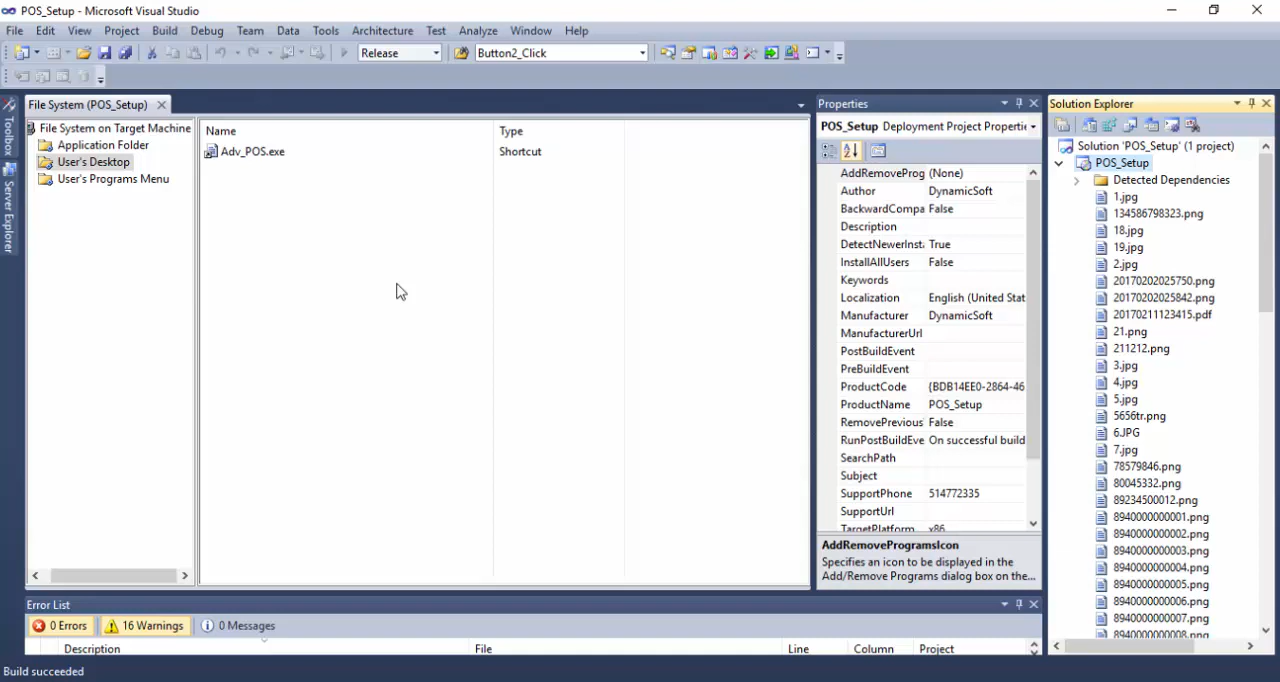 POS_Setup - Microsoft Visual Studio
File Edit View Project Build Debug Team Data Tools Architecture Test Analyze Window Help
Release Button2_Click
Toolbox
Server Explorer
File System (POS_Setup)
File System on Target Machine
Application Folder
User's Desktop
User's Programs Menu
Name Type
Adv_POS.exe Shortcut
Properties
POS_Setup Deployment Project Properti
AddRemoveProg (None)
Author DynamicSoft
BackwardCompa False
Description
DetectNewerInst True
InstallAllUsers False
Keywords
Localization English (United Stat
Manufacturer DynamicSoft
ManufacturerUrl
PostBuildEvent
PreBuildEvent
ProductCode {BDB14EE0-2864-46
ProductName POS_Setup
RemovePrevious False
RunPostBuildEve On successful build
SearchPath
Subject
SupportPhone 514772335
SupportUrl
TargetPlatform x86
AddRemoveProgramsIcon
Specifies an icon to be displayed in the
Add/Remove Programs dialog box on the...
Solution Explorer
Solution 'POS_Setup' (1 project)
POS_Setup
Detected Dependencies
1.jpg
134586798323.png
18.jpg
19.jpg
2.jpg
20170202025750.png
20170202025842.png
20170211123415.pdf
21.png
211212.png
3.jpg
4.jpg
5.jpg
5656tr.png
6.JPG
7.jpg
78579846.png
80045332.png
89234500012.png
8940000000001.png
8940000000002.png
8940000000003.png
8940000000004.png
8940000000005.png
8940000000006.png
8940000000007.png
8940000000008.png
Error List
0 Errors 16 Warnings 0 Messages
Description File Line Column Project
Build succeeded